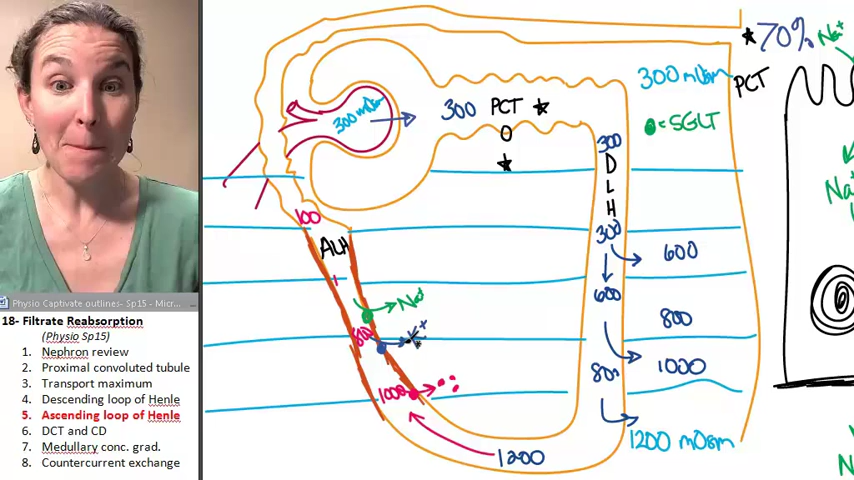 70%
Na+
300 mOsm
PCT
300 mOsm
300
PCT
SGLT
300
D
L
H
Na+
100
300
ALH
600
600
Na+
800
800
K+
1000
800
1000
1200 mOsm
1200
Physio Captivate outlines- Sp15 - Micr...
18- Filtrate Reabsorption
(Physio Sp15)
1. Nephron review
2. Proximal convoluted tubule
3. Transport maximum
4. Descending loop of Henle
5. Ascending loop of Henle
6. DCT and CD
7. Medullary conc. grad.
8. Countercurrent exchange